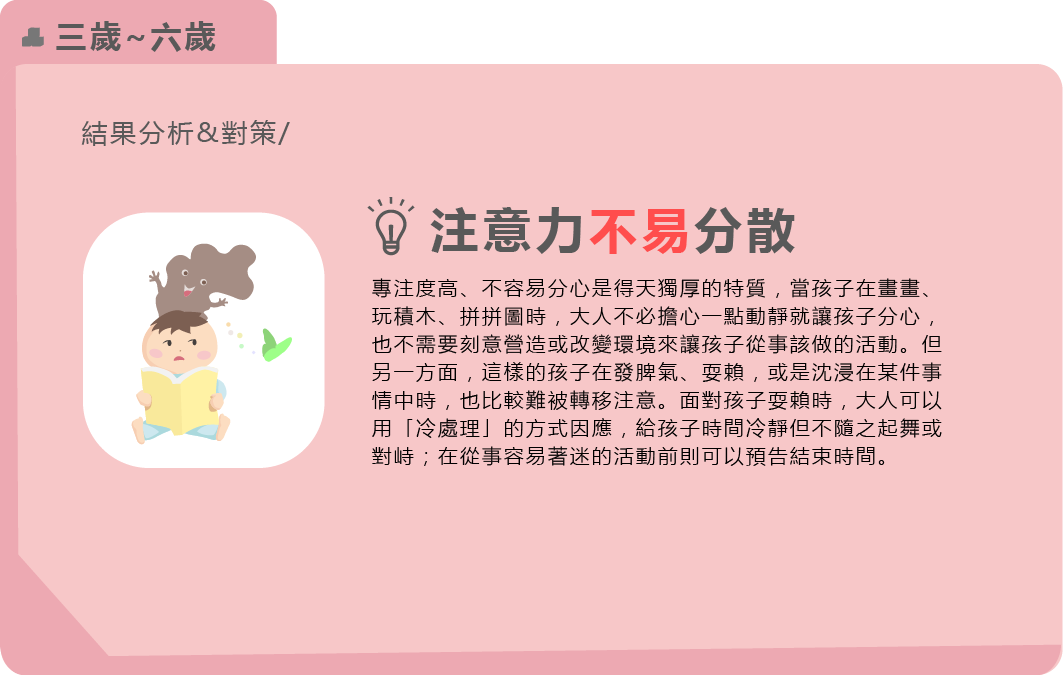 三歲~六歲
結果分析&對策/
注意力不易分散
專注度高、不容易分心是得天獨厚的特質，當孩子在畫畫、
玩積木、拼拼圖時，大人不必擔心一點動靜就讓孩子分心，
也不需要刻意營造或改變環境來讓孩子從事該做的活動。但
另一方面，這樣的孩子在發脾氣、耍賴，或是沈浸在某件事
情中時，也比較難被轉移注意。面對孩子耍賴時，大人可以
用「冷處理」的方式因應，給孩子時間冷靜但不隨之起舞或
對峙；在從事容易著迷的活動前則可以預告結束時間。